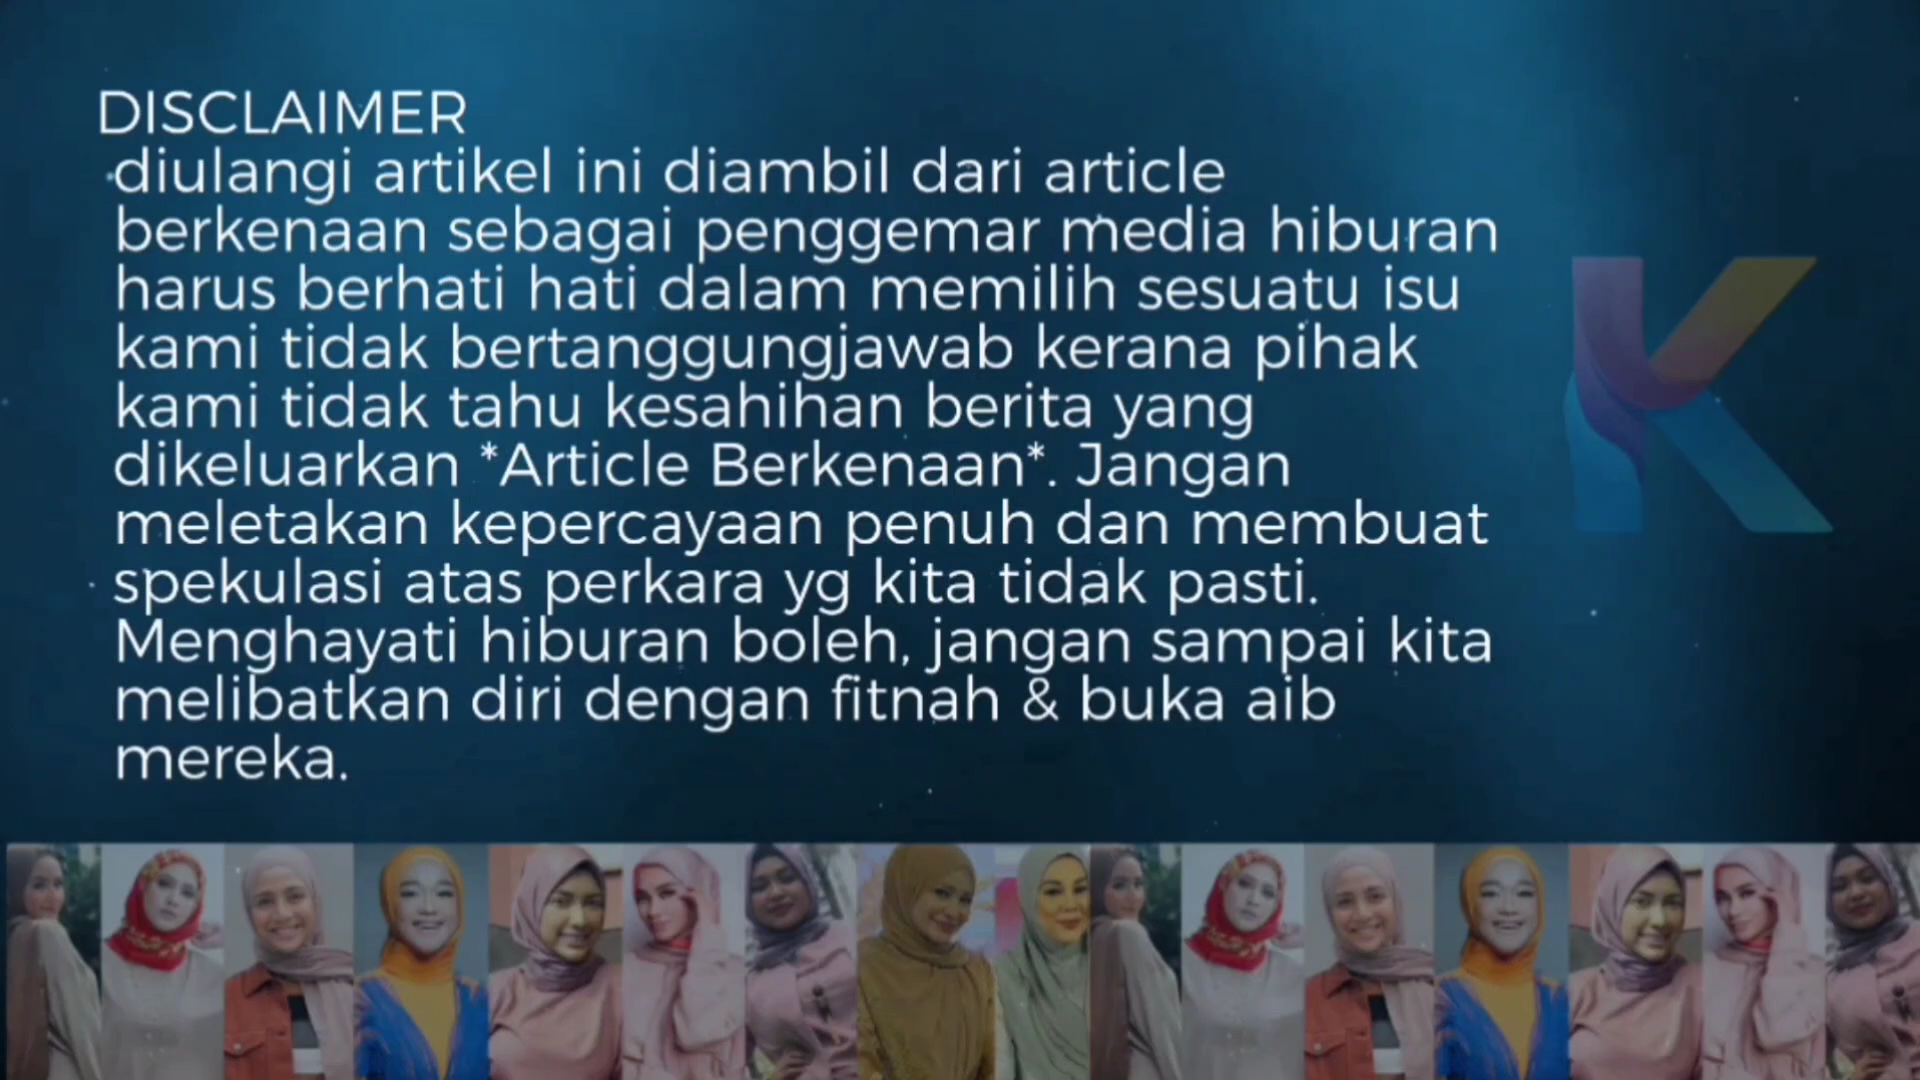 DISCLAIMER
diulangi artikel ini diambil dari article
berkenaan sebagai penggemar media hiburan
harus berhati hati dalam memilih sesuatu isu
kami tidak bertanggungjawab kerana pihak
kami tidak tahu kesahihan berita yang
dikeluarkan *Article Berkenaan*. Jangan
meletakan kepercayaan penuh dan membuat
spekulasi atas perkara yg kita tidak pasti.
Menghayati hiburan boleh, jangan sampai kita
melibatkan diri dengan fitnah & buka aib
mereka.
K